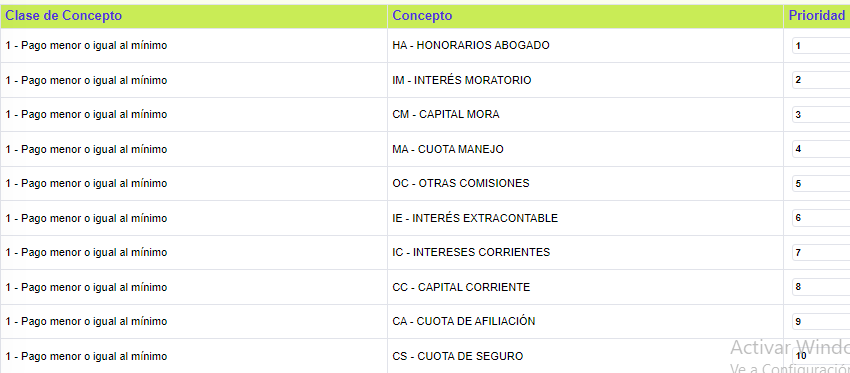 Clase de Concepto Concepto Prioridad
1 - Pago menor o igual al mínimo HA - HONORARIOS ABOGADO 1
1 - Pago menor o igual al mínimo IM - INTERÉS MORATORIO 2
1 - Pago menor o igual al mínimo CM - CAPITAL MORA 3
1 - Pago menor o igual al mínimo MA - CUOTA MANEJO 4
1 - Pago menor o igual al mínimo OC - OTRAS COMISIONES 5
1 - Pago menor o igual al mínimo IE - INTERÉS EXTRACONTABLE 6
1 - Pago menor o igual al mínimo IC - INTERESES CORRIENTES 7
1 - Pago menor o igual al mínimo CC - CAPITAL CORRIENTE 8
1 - Pago menor o igual al mínimo CA - CUOTA DE AFILIACIÓN 9
1 - Pago menor o igual al mínimo CS - CUOTA DE SEGURO 10
Activar Windo
Ve a Configuración